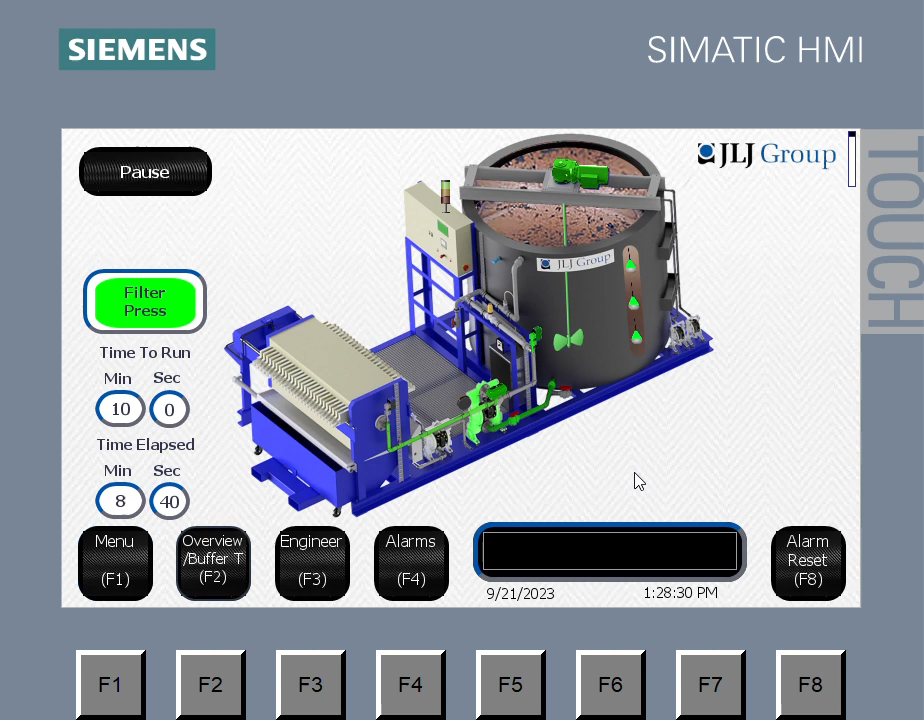 SIEMENS
SIMATIC HMI
TOUCH
Pause
JLJ Group
JLJ Group
Filter
Press
Time To Run
Min Sec
10 0
Time Elapsed
Min Sec
8 40
Menu
(F1)
Overview
/Buffer T
(F2)
Engineer
(F3)
Alarms
(F4)
9/21/2023 1:28:30 PM
Alarm
Reset
(F8)
F1 F2 F3 F4 F5 F6 F7 F8